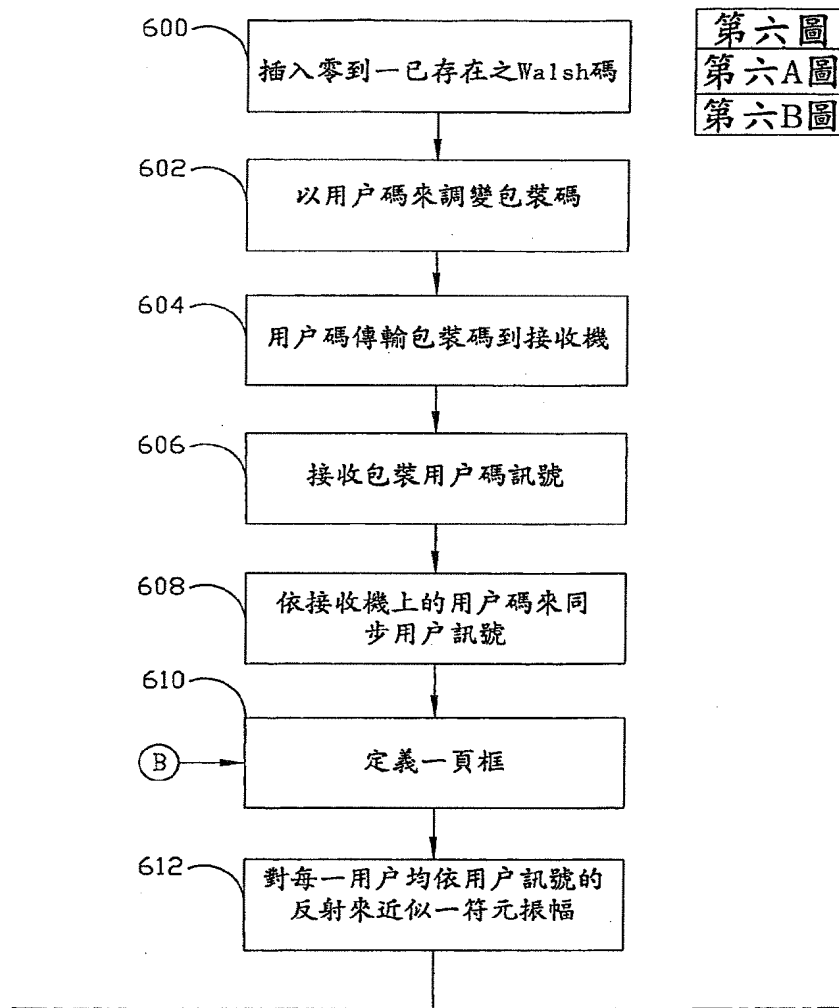 第六圖
第六A圖
第六B圖
600
插入零到一已存在之Walsh碼
602
以用户碼來調變包裝碼
604
用户碼傳輸包裝碼到接收機
606
接收包裝用户碼訊號
608
依接收機上的用户碼來同
步用户訊號
610
B
定義一頁框
612
對每一用户均依用户訊號的
反射來近似一符元振幅